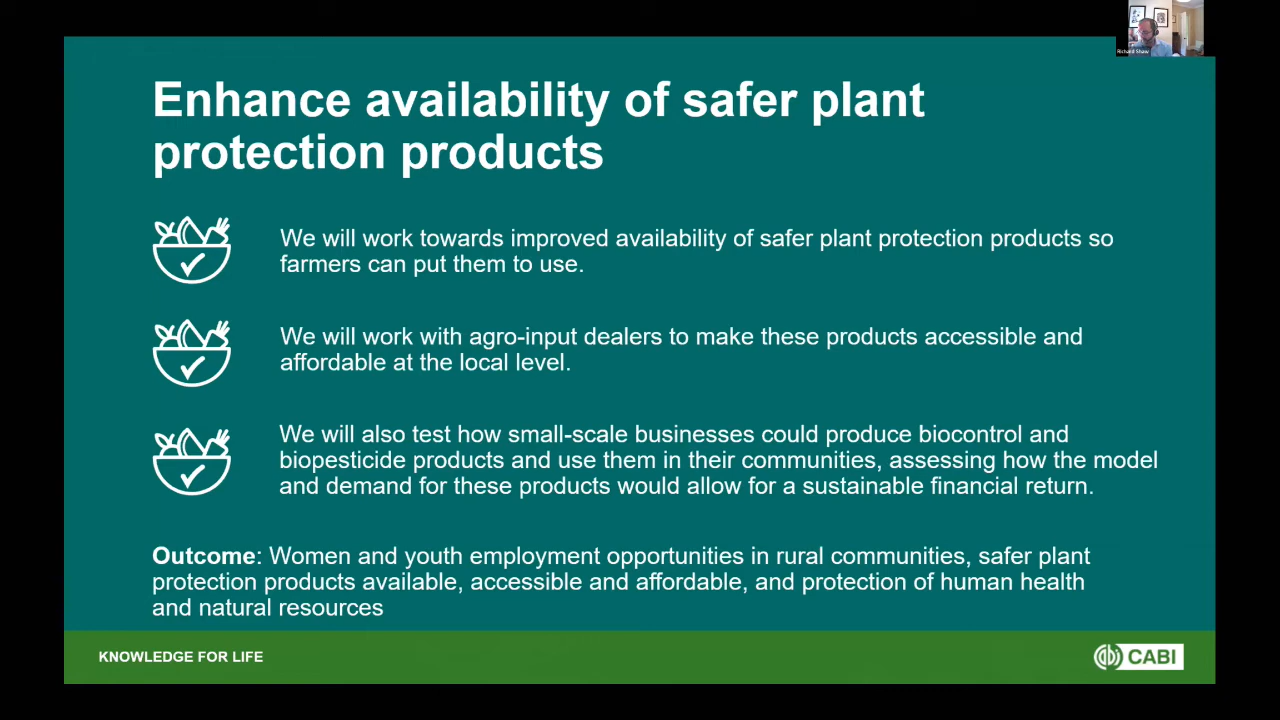 Richard Shaw
Enhance availability of safer plant
protection products
We will work towards improved availability of safer plant protection products so
farmers can put them to use.
We will work with agro-input dealers to make these products accessible and
affordable at the local level.
We will also test how small-scale businesses could produce biocontrol and
biopesticide products and use them in their communities, assessing how the model
and demand for these products would allow for a sustainable financial return.
Outcome: Women and youth employment opportunities in rural communities, safer plant
protection products available, accessible and affordable, and protection of human health
and natural resources
KNOWLEDGE FOR LIFE
CABI